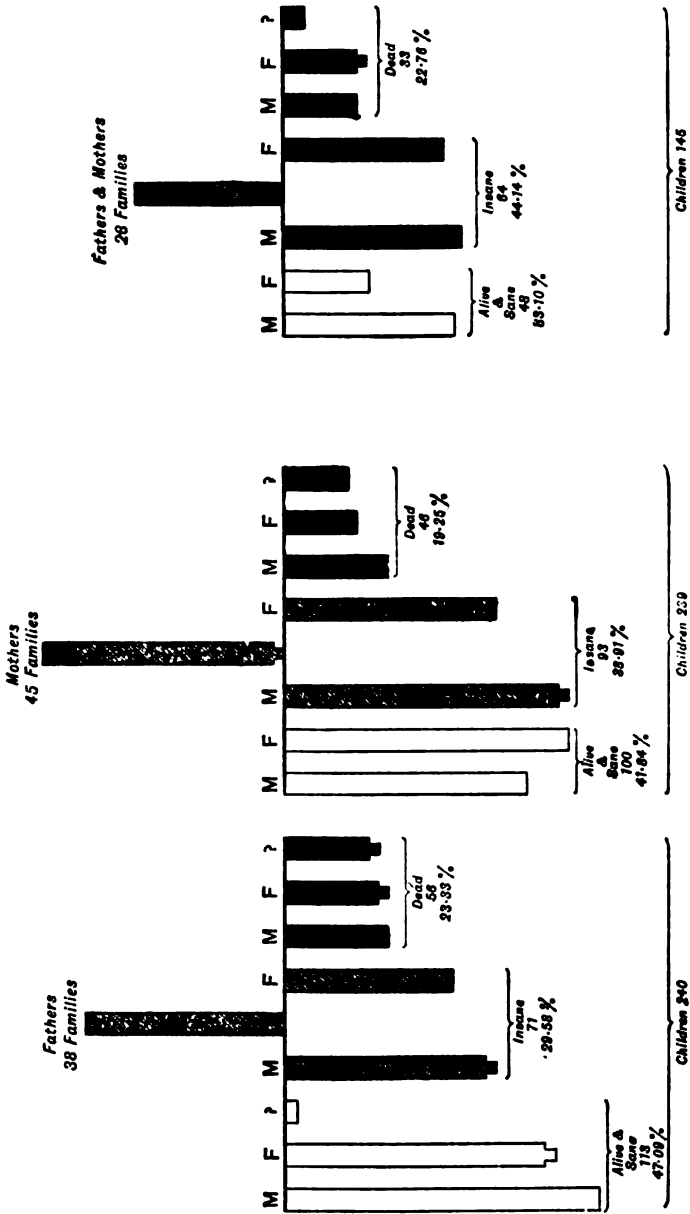 Fathers
38 Families
M F ? M F M F ?
Alive &
Sane
113
47·09%
Insane
71
29·58%
Dead
56
23·33%
Children 240
Mothers
45 Families
M F M F M F ?
Alive
&
Sane
100
41·84%
Insane
93
38·91%
Dead
46
19·25%
Children 239
Fathers & Mothers
26 Families
M F M F M F ?
Alive
&
Sane
48
33·10%
Insane
64
44·14%
Dead
33
22·76%
Children 145